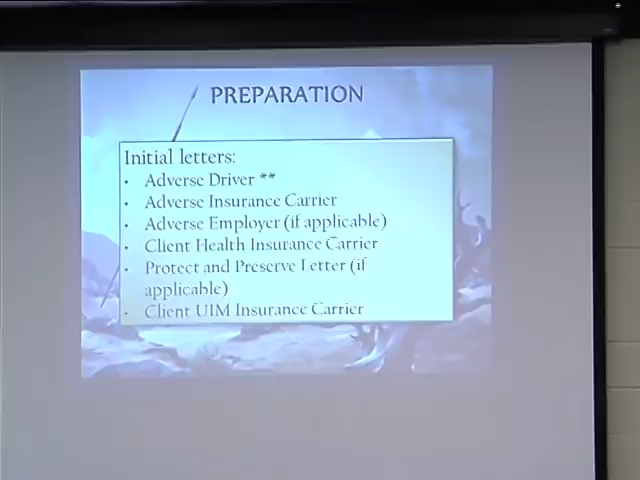 PREPARATION
Initial letters:
• Adverse Driver **
• Adverse Insurance Carrier
• Adverse Employer (if applicable)
• Client Health Insurance Carrier
• Protect and Preserve Letter (if
applicable)
• Client UIM Insurance Carrier